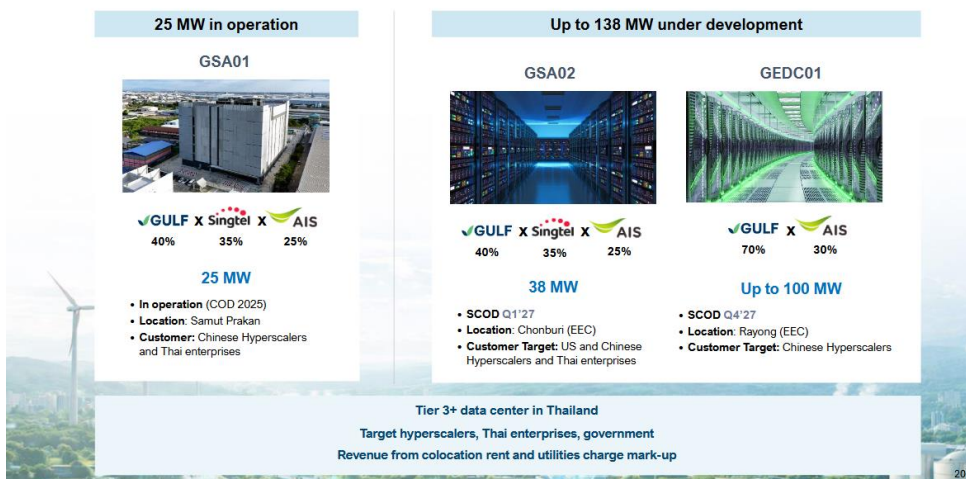 25 MW in operation
GSA01
GULF x Singtel x AIS
40% 35% 25%
25 MW
• In operation (COD 2025)
• Location: Samut Prakan
• Customer: Chinese Hyperscalers
and Thai enterprises
Up to 138 MW under development
GSA02
GULF x Singtel x AIS
40% 35% 25%
38 MW
• SCOD Q1'27
• Location: Chonburi (EEC)
• Customer Target: US and Chinese
Hyperscalers and Thai enterprises
GEDC01
GULF x AIS
70% 30%
Up to 100 MW
• SCOD Q4'27
• Location: Rayong (EEC)
• Customer Target: Chinese Hyperscalers
Tier 3+ data center in Thailand
Target hyperscalers, Thai enterprises, government
Revenue from colocation rent and utilities charge mark-up
20